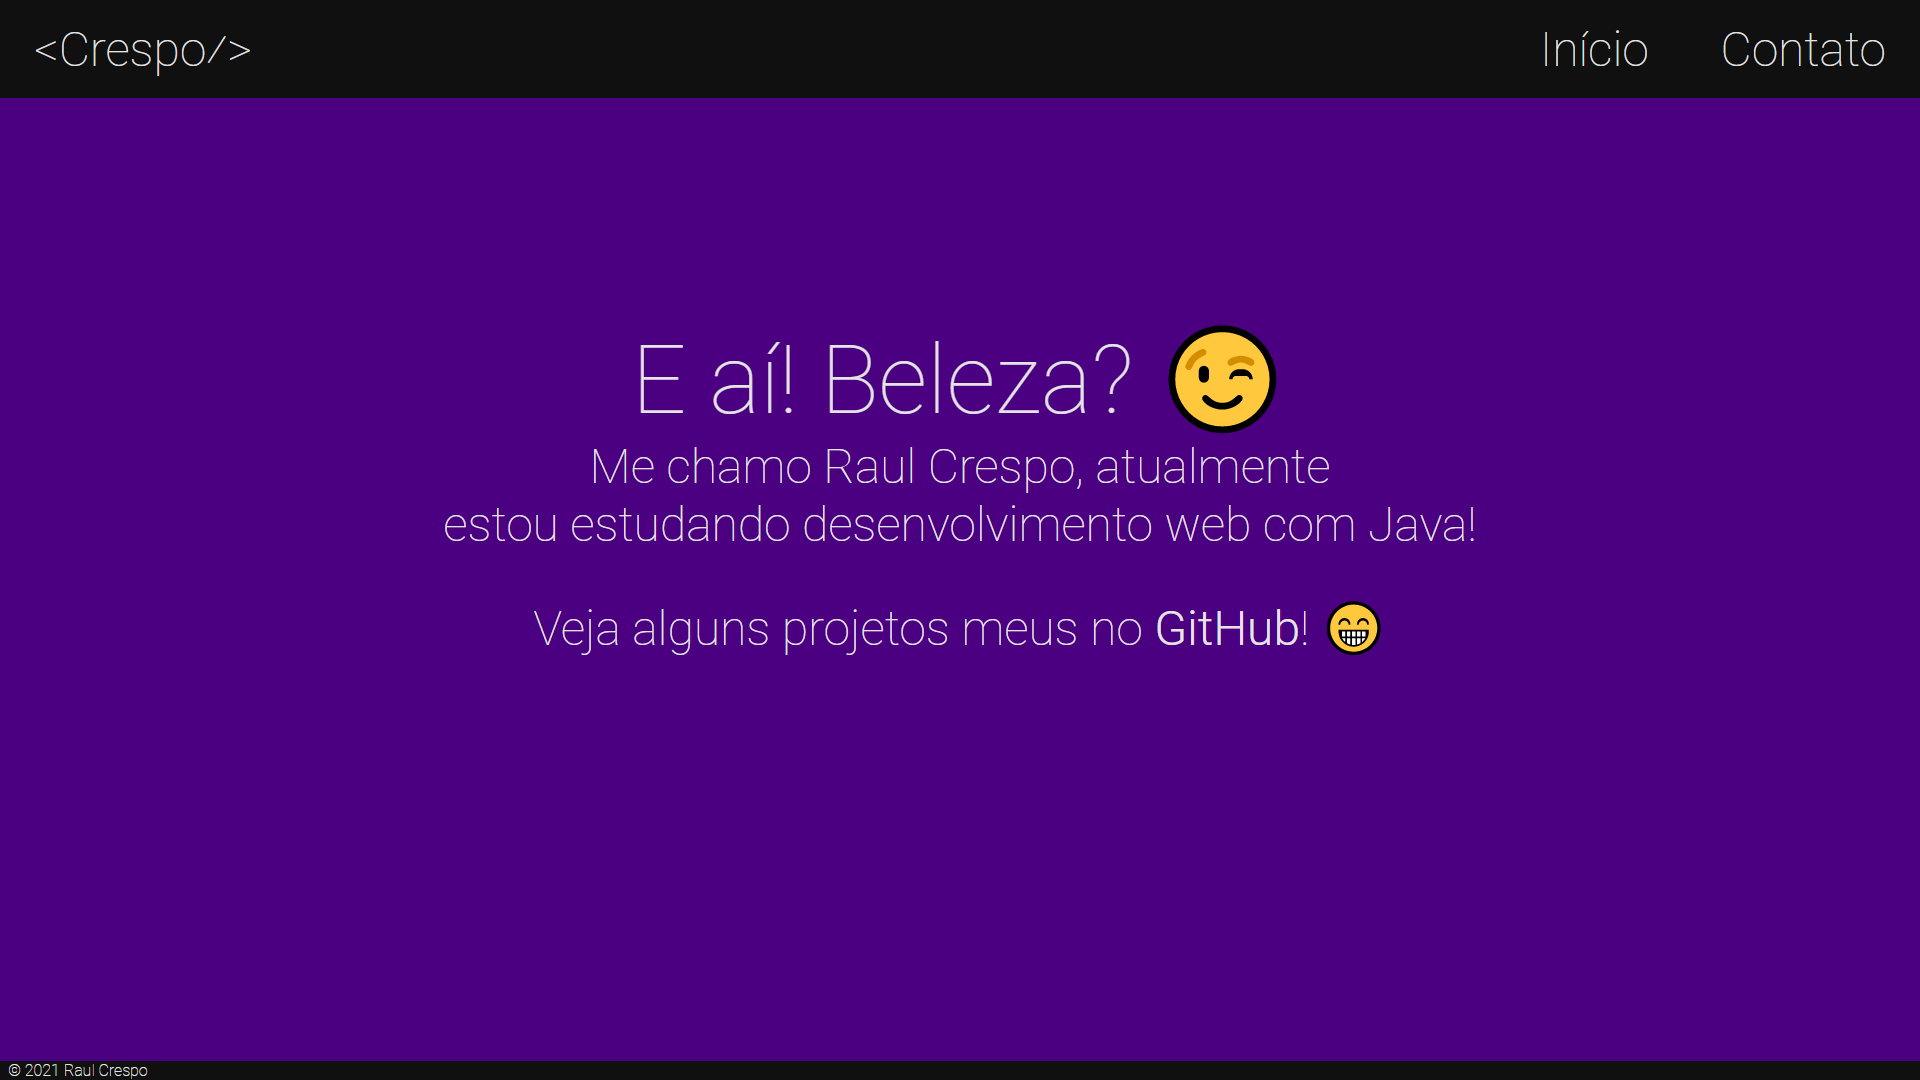 <Crespo/>
Início
Contato
E aí! Beleza? 😉
Me chamo Raul Crespo, atualmente
estou estudando desenvolvimento web com Java!
Veja alguns projetos meus no GitHub! 😁
© 2021 Raul Crespo